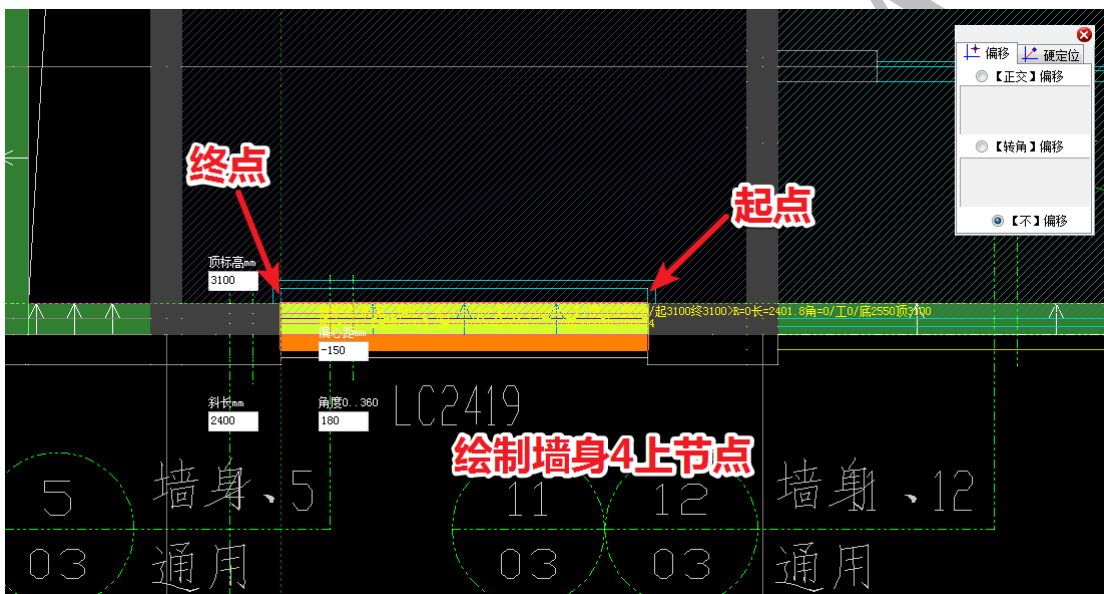 偏移 硬定位
【正交】偏移
【转角】偏移
【不】偏移
终点
起点
顶标高mm
3100
/起3100终3100>R=0长=2401.8角=0/工0/底2550顶3100
4
偏心距mm
-150
斜长mm
2400
角度0..360
180
LC2419
绘制墙身4上节点
5
墙身、5
11
12
、12
03
通用
03
03
通用